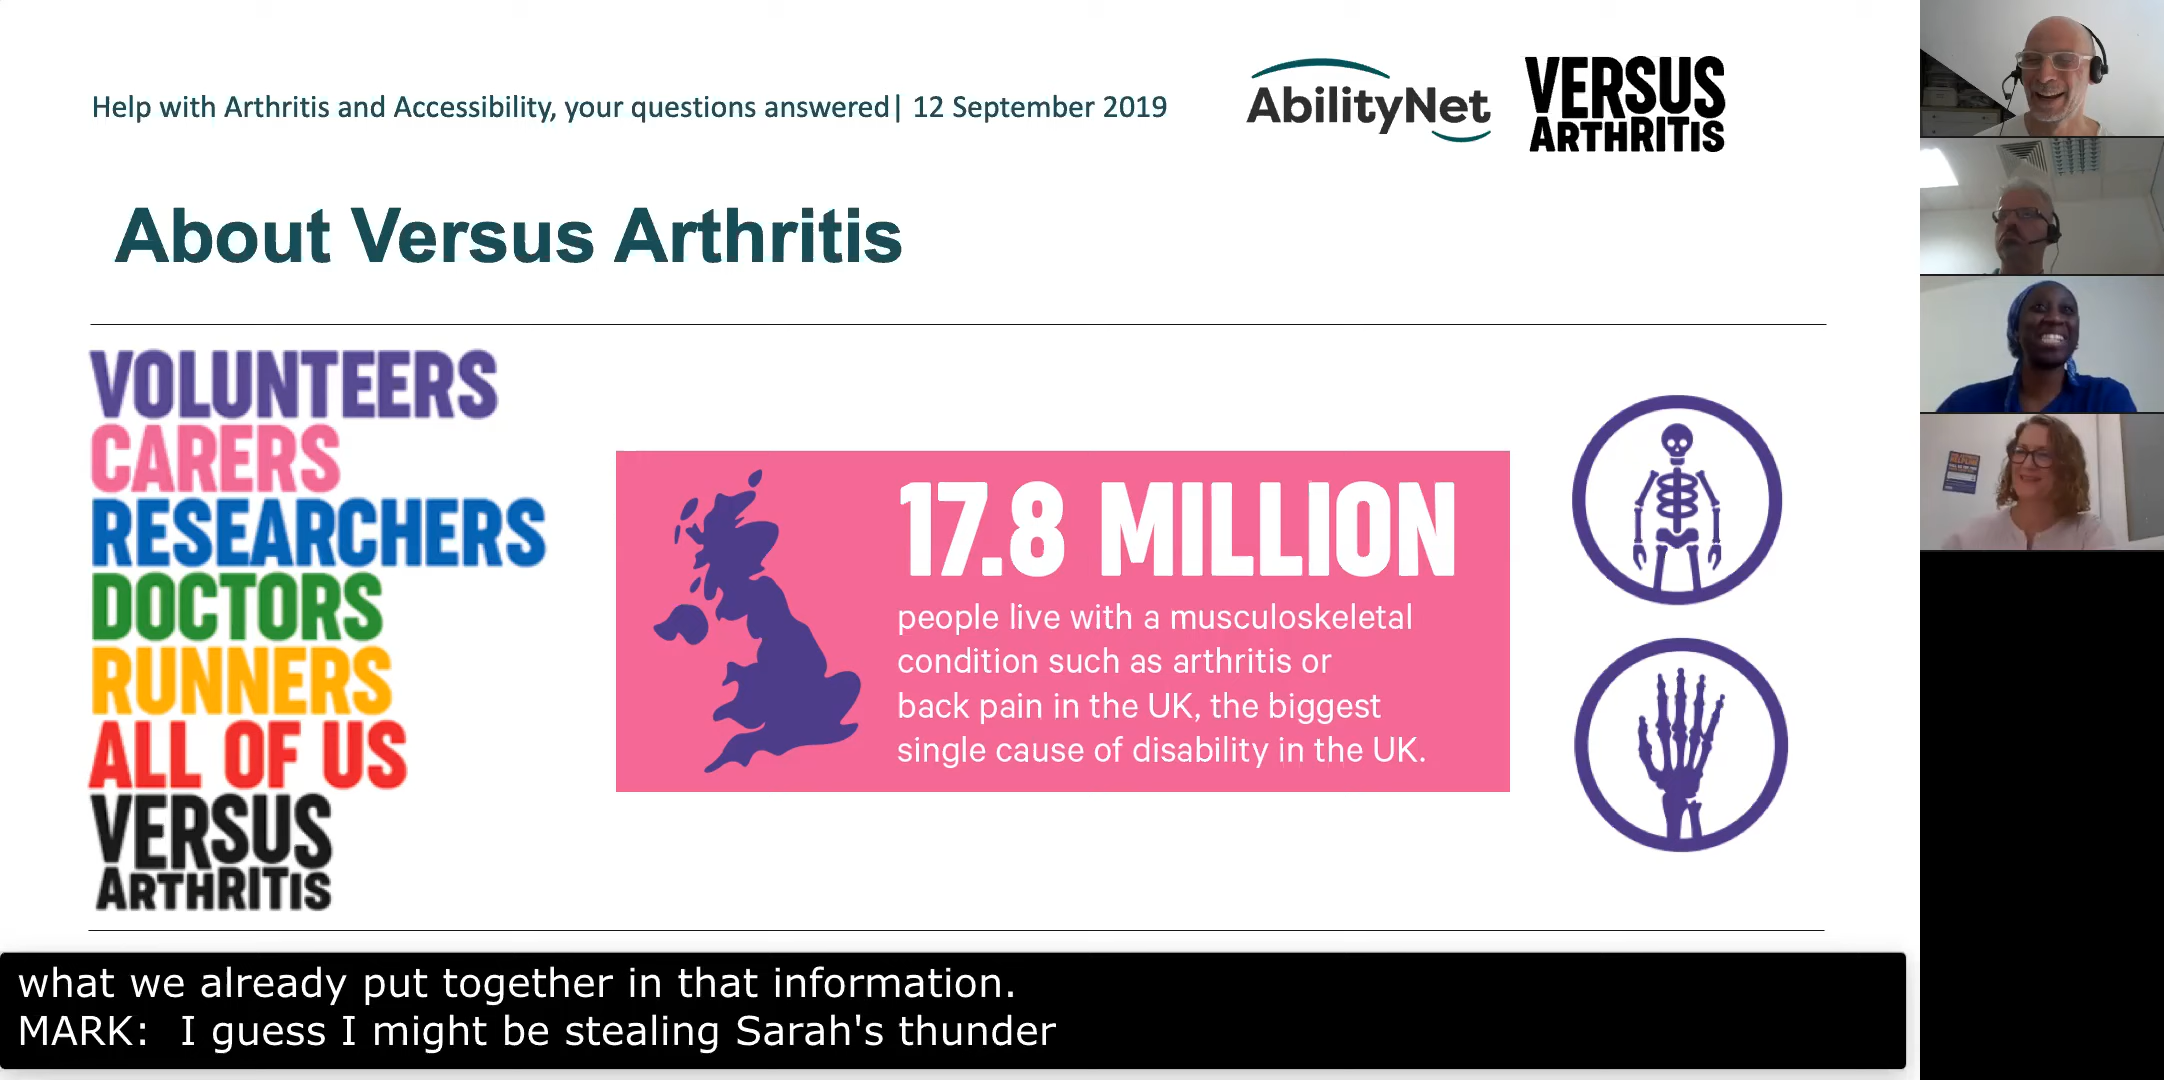 Help with Arthritis and Accessibility, your questions answered| 12 September 2019
AbilityNet
VERSUS
ARTHRITIS
About Versus Arthritis
VOLUNTEERS
CARERS
RESEARCHERS
DOCTORS
RUNNERS
ALL OF US
VERSUS
ARTHRITIS
17.8 MILLION
people live with a musculoskeletal
condition such as arthritis or
back pain in the UK, the biggest
single cause of disability in the UK.
what we already put together in that information.
MARK:  I guess I might be stealing Sarah's thunder